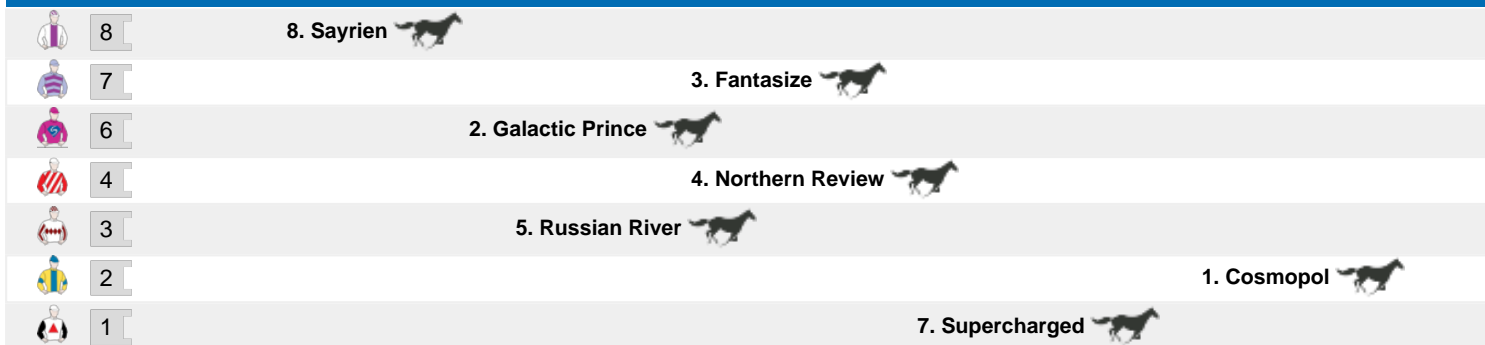 8 8. Sayrien
7 3. Fantasize
6 2. Galactic Prince
4 4. Northern Review
3 5. Russian River
2 1. Cosmopol
1 7. Supercharged